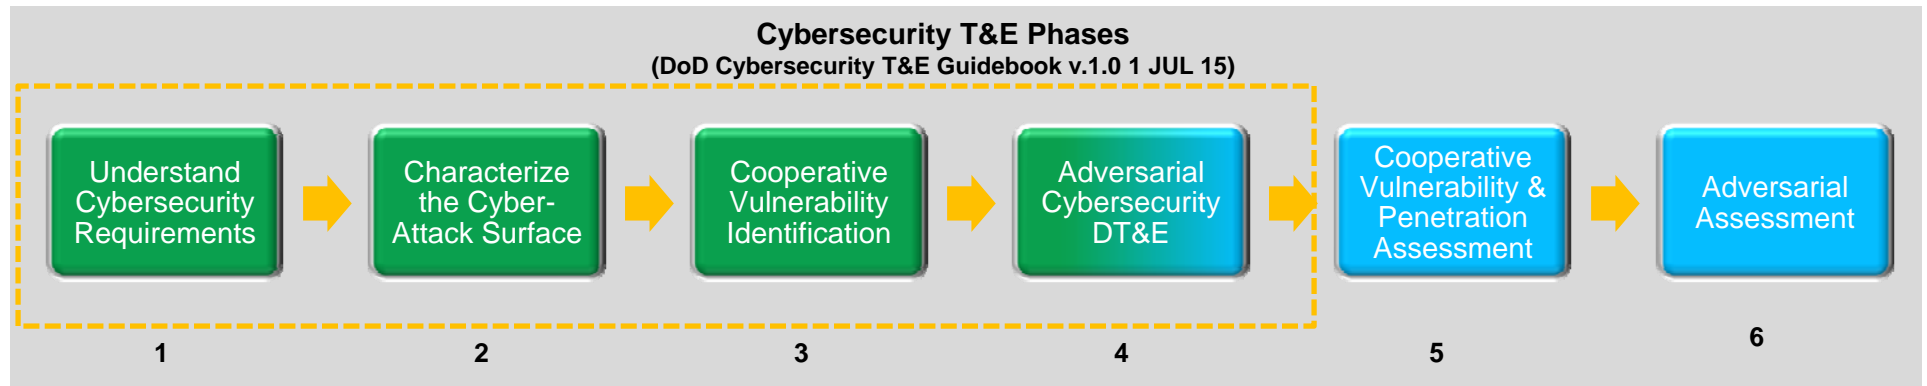 Cybersecurity T&E Phases
(DoD Cybersecurity T&E Guidebook v.1.0 1 JUL 15)
Understand
Cybersecurity
Requirements
Characterize
the Cyber-
Attack Surface
Cooperative
Vulnerability
Identification
Adversarial
Cybersecurity
DT&E
Cooperative
Vulnerability &
Penetration
Assessment
Adversarial
Assessment
1
2
3
4
5
6